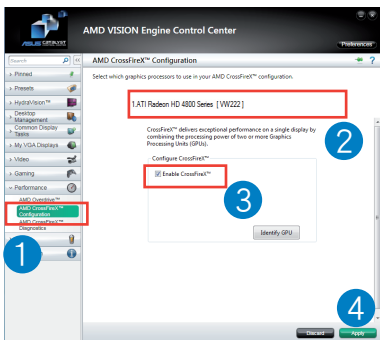 ASUS CATALYST
AMD VISION Engine Control Center
Preferences
Search
AMD CrossFireX™ Configuration
?
Pinned
Presets
HydraVision™
Desktop
Management
Common Display
Tasks
My VGA Displays
Video
Gaming
Performance
AMD Overdrive™
AMD CrossFireX™
Configuration
AMD CrossFireX™
Diagnostics
Select which graphics processors to use in your AMD CrossFireX™ configuration.
1.ATI Radeon HD 4800 Series [ VW222 ]
CrossFireX™ delivers exceptional performance on a single display by
combining the processing power of two or more Graphics
Processing Units (GPUs).
Configure CrossFireX™
Enable CrossFireX™
Identify GPU
1
2
3
4
Discard
Apply